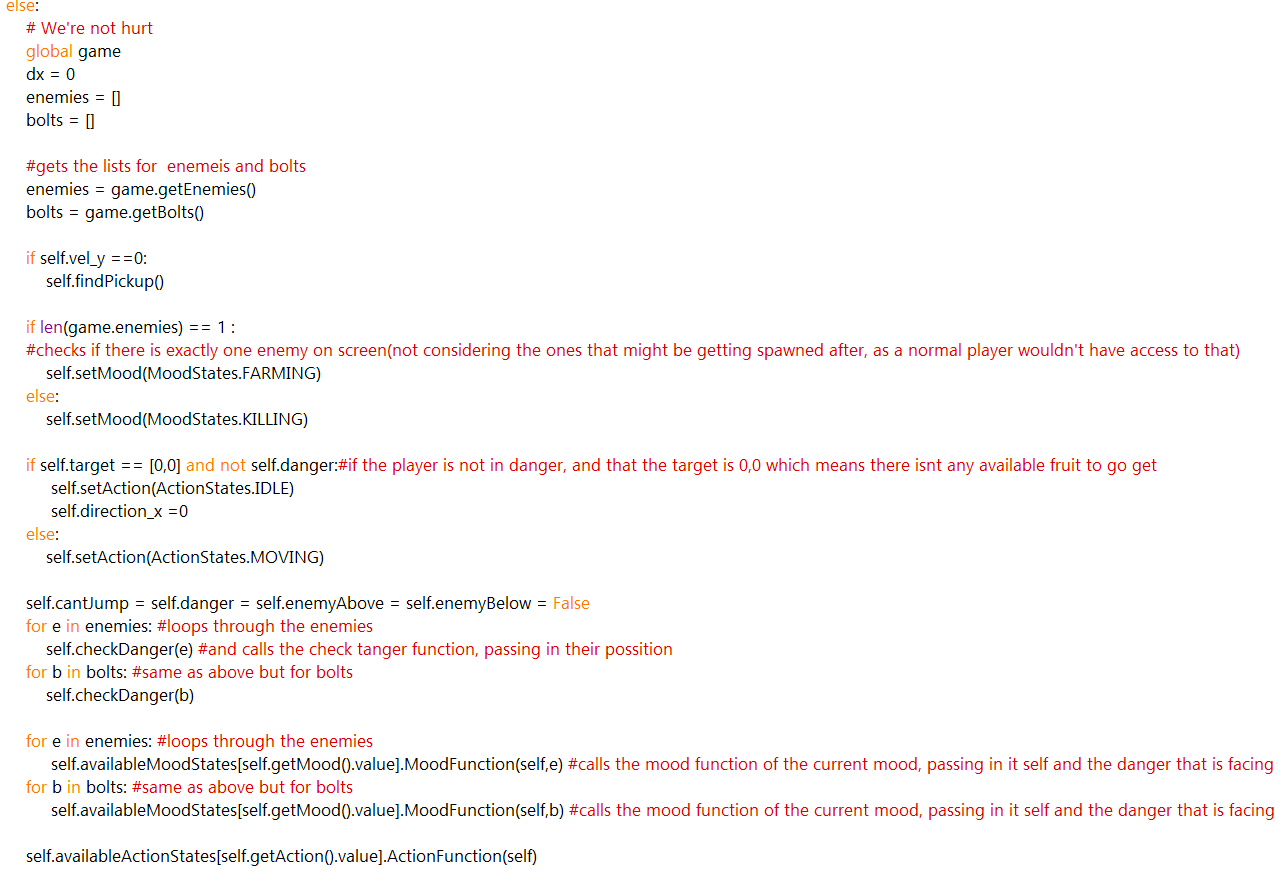 else:
# We're not hurt
global game
dx = 0
enemies = []
bolts = []
#gets the lists for  enemeis and bolts
enemies = game.getEnemies()
bolts = game.getBolts()
if self.vel_y ==0:
self.findPickup()
if len(game.enemies) == 1 :
#checks if there is exactly one enemy on screen(not considering the ones that might be getting spawned after, as a normal player wouldn't have access to that)
self.setMood(MoodStates.FARMING)
else:
self.setMood(MoodStates.KILLING)
if self.target == [0,0] and not self.danger:#if the player is not in danger, and that the target is 0,0 which means there isnt any available fruit to go get
self.setAction(ActionStates.IDLE)
self.direction_x =0
else:
self.setAction(ActionStates.MOVING)
self.cantJump = self.danger = self.enemyAbove = self.enemyBelow = False
for e in enemies: #loops through the enemies
self.checkDanger(e) #and calls the check tanger function, passing in their possition
for b in bolts: #same as above but for bolts
self.checkDanger(b)
for e in enemies: #loops through the enemies
self.availableMoodStates[self.getMood().value].MoodFunction(self,e) #calls the mood function of the current mood, passing in it self and the danger that is facing
for b in bolts: #same as above but for bolts
self.availableMoodStates[self.getMood().value].MoodFunction(self,b) #calls the mood function of the current mood, passing in it self and the danger that is facing
self.availableActionStates[self.getAction().value].ActionFunction(self)